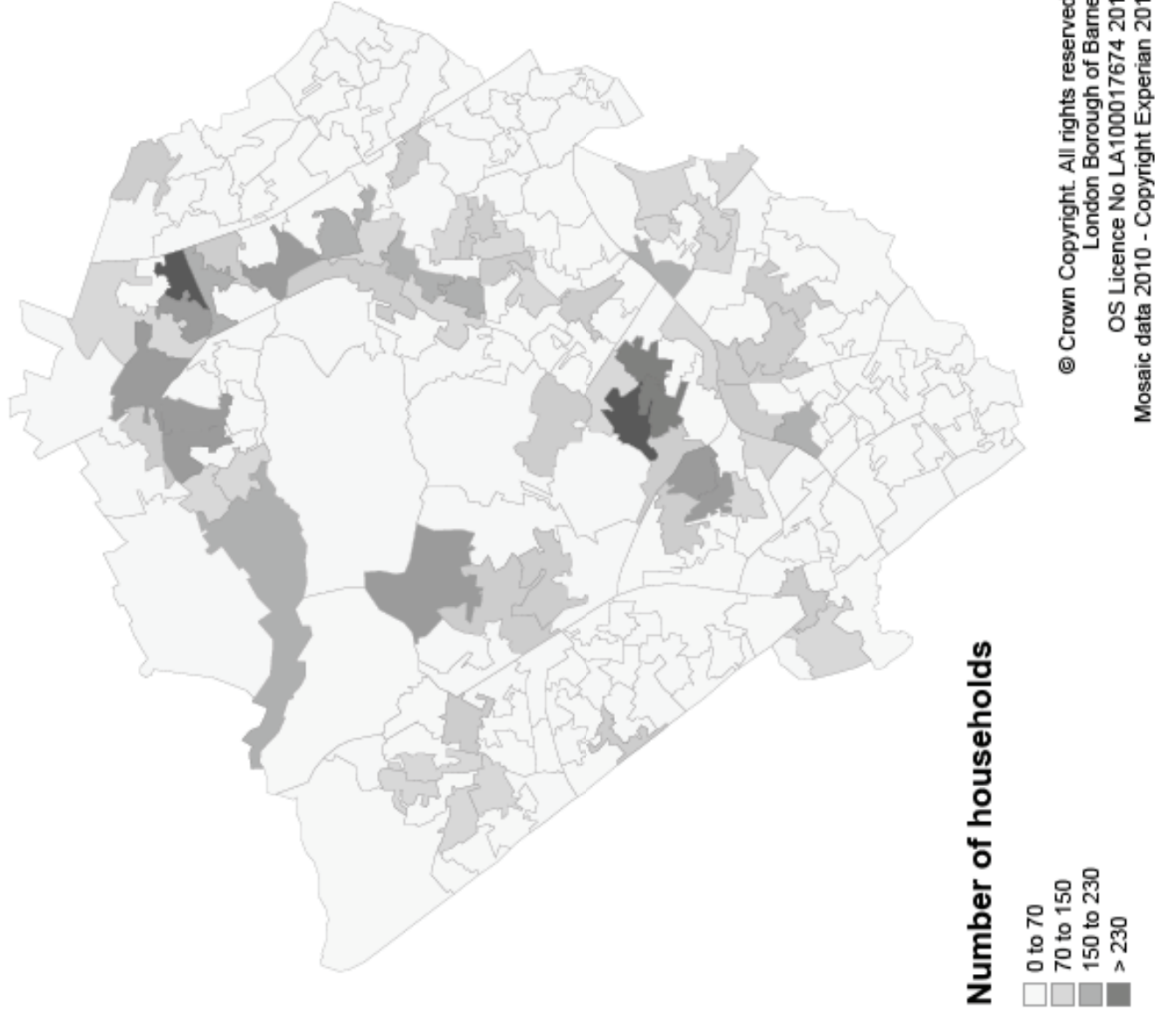 Number of households
0 to 70
70 to 150
150 to 230
> 230
© Crown Copyright. All rights reserved
London Borough of Barne
OS Licence No LA100017674 201
Mosaic data 2010 - Copyright Experian 201